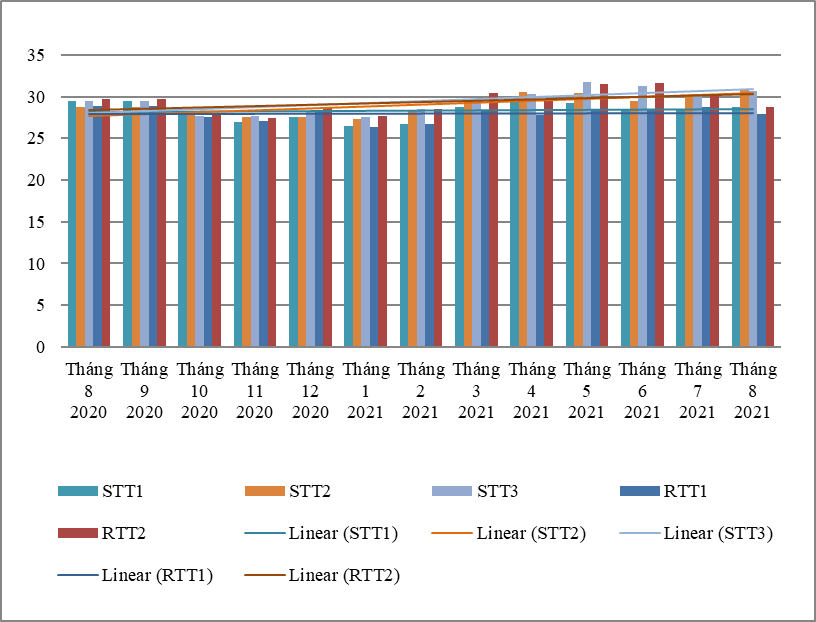 35
30
25
20
15
10
5
0
Tháng Tháng Tháng Tháng Tháng Tháng Tháng Tháng Tháng Tháng Tháng Tháng Tháng
8 9 10 11 12 1 2 3 4 5 6 7 8
2020 2020 2020 2020 2020 2021 2021 2021 2021 2021 2021 2021 2021
STT1 STT2 STT3 RTT1
RTT2 Linear (STT1) Linear (STT2) Linear (STT3)
Linear (RTT1) Linear (RTT2)